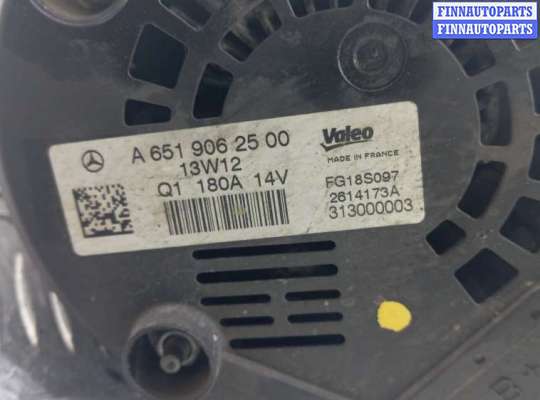 FINNAUTOPARTS
FINNAUTOPARTS
A 651 906 25 00
13W12
Q1 180A 14V
Valeo
MADE IN FRANCE
FG18S097
2614173A
313000003